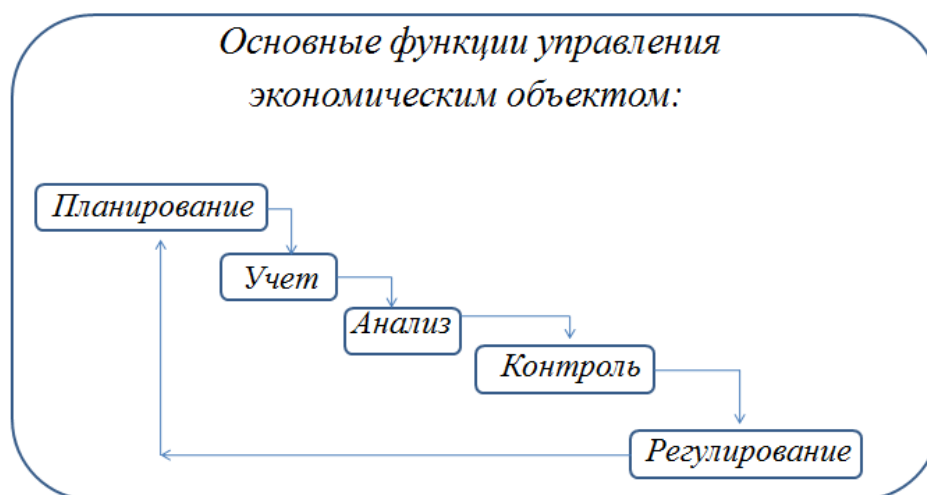 Основные функции управления
экономическим объектом:
Планирование
Учет
Анализ
Контроль
Регулирование